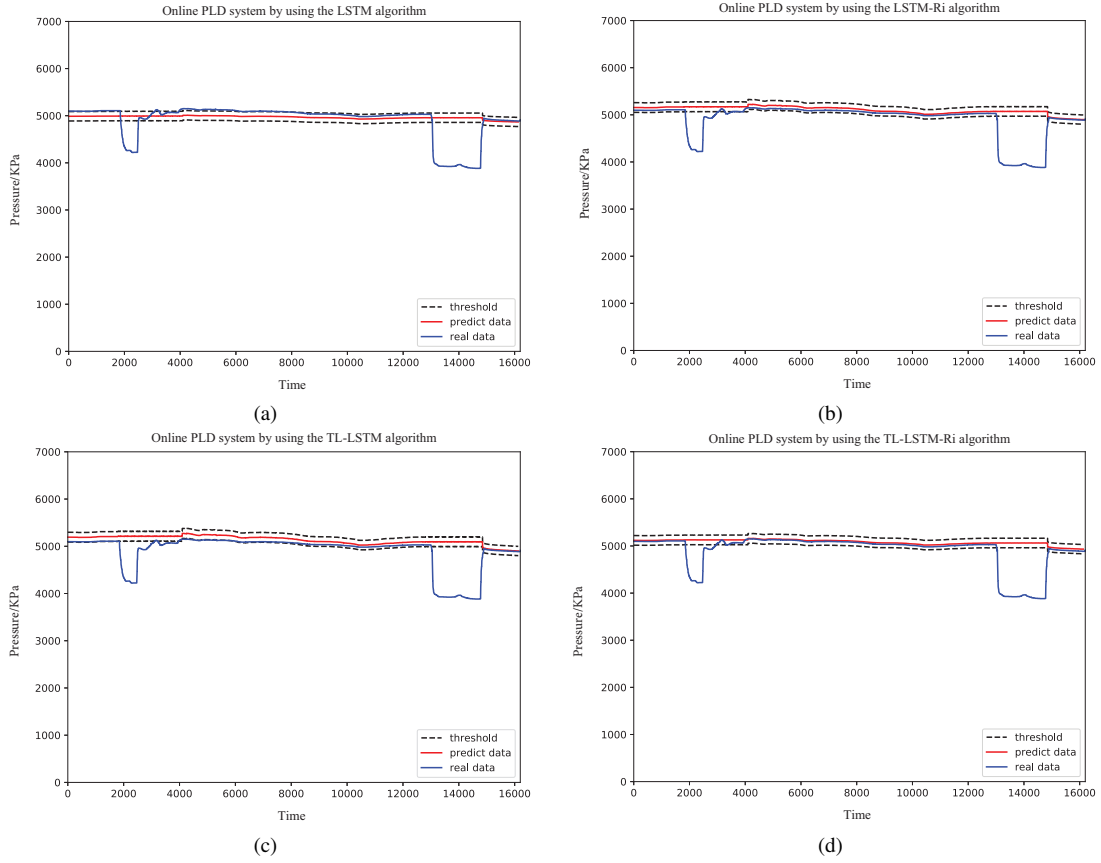 Online PLD system by using the LSTM algorithm
7000
6000
5000
4000
3000
2000
1000
0
Pressure/KPa
threshold
predict data
real data
0 2000 4000 6000 8000 10000 12000 14000 16000
Time
(a)
Online PLD system by using the LSTM-Ri algorithm
7000
6000
5000
4000
3000
2000
1000
0
Pressure/KPa
threshold
predict data
real data
0 2000 4000 6000 8000 10000 12000 14000 16000
Time
(b)
Online PLD system by using the TL-LSTM algorithm
7000
6000
5000
4000
3000
2000
1000
0
Pressure/KPa
threshold
predict data
real data
0 2000 4000 6000 8000 10000 12000 14000 16000
Time
(c)
Online PLD system by using the TL-LSTM-Ri algorithm
7000
6000
5000
4000
3000
2000
1000
0
Pressure/KPa
threshold
predict data
real data
0 2000 4000 6000 8000 10000 12000 14000 16000
Time
(d)